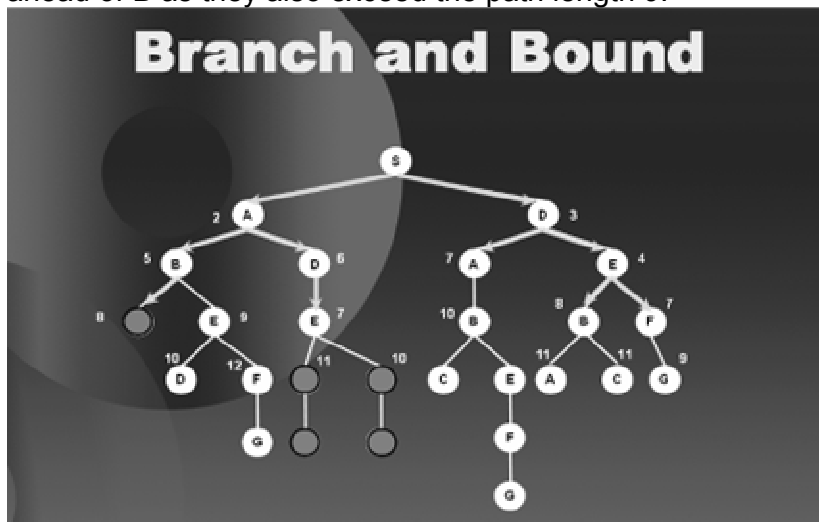 ahead of B as they also exceed the path length 9.
Branch and Bound
S
2 A D 3
5 B D 6 7 A E 4
8 E 9 E 7 10 B 8 B F 7
10 D 12 F 11 10 C E 11 A 11 C G 9
G F
G